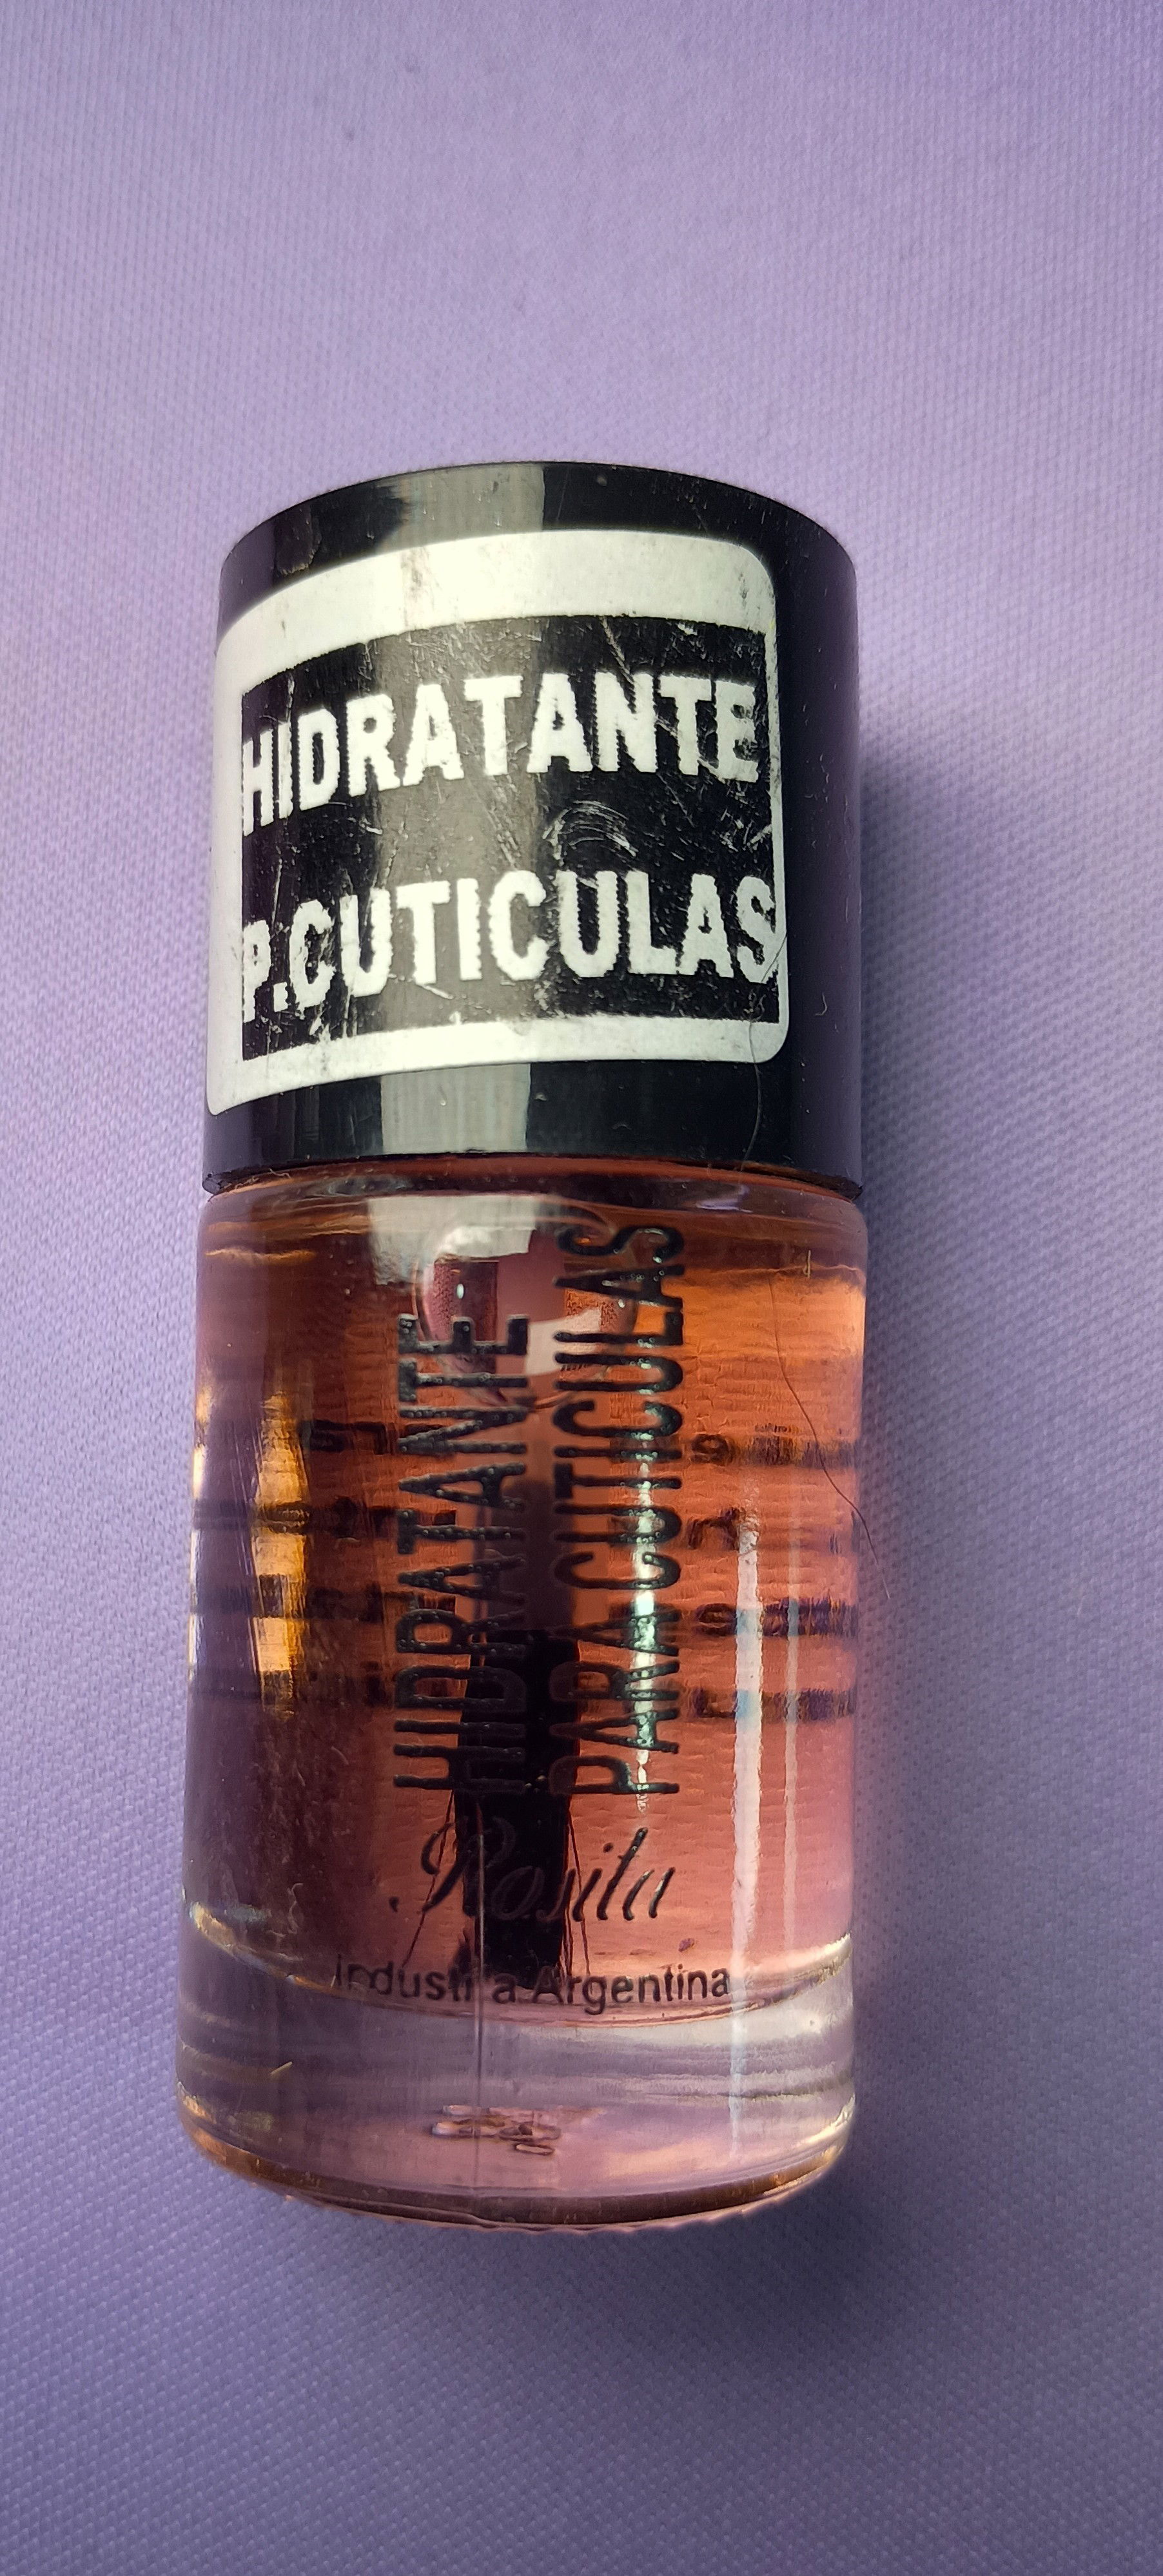 HIDRATANTE
P.CUTICULAS
HIDRATANTE
PARA CUTICULAS
Rosita
Industria Argentina